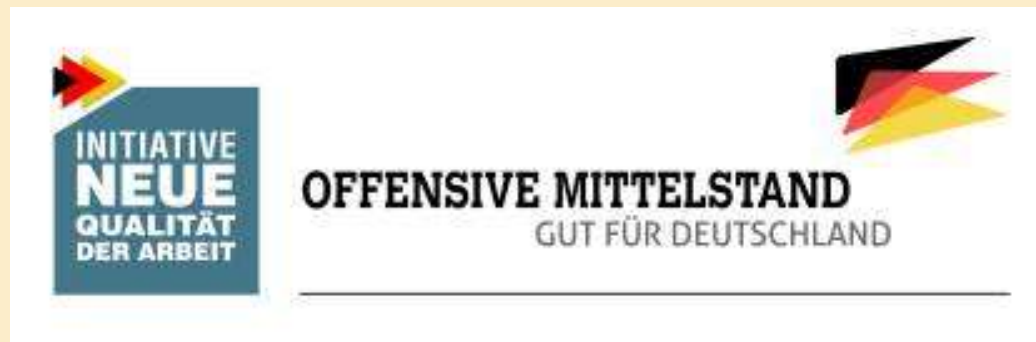 INITIATIVE
NEUE
QUALITÄT
DER ARBEIT
OFFENSIVE MITTELSTAND
GUT FÜR DEUTSCHLAND